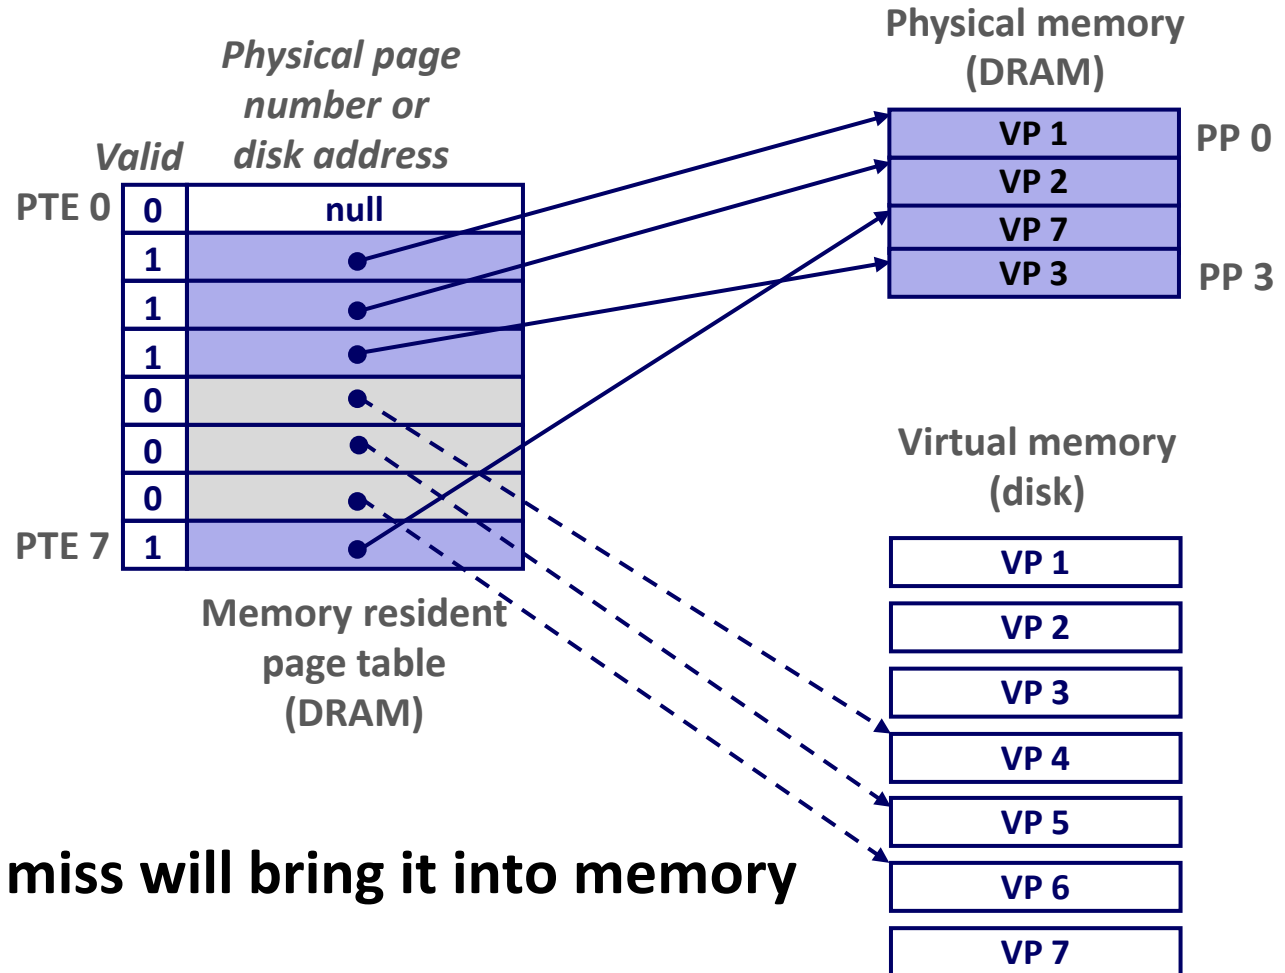 Physical page
number or
disk address
Valid
PTE 0
0
null
1
1
1
0
0
0
PTE 7
1
Memory resident
page table
(DRAM)
Physical memory
(DRAM)
VP 1
PP 0
VP 2
VP 7
VP 3
PP 3
Virtual memory
(disk)
VP 1
VP 2
VP 3
VP 4
VP 5
VP 6
VP 7
miss will bring it into memory